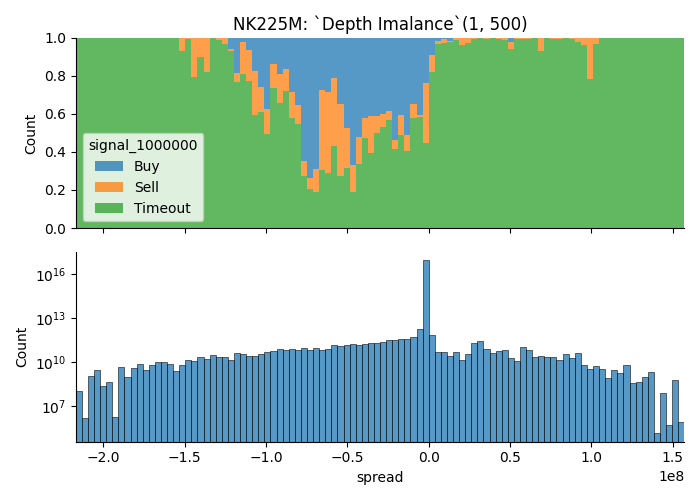 NK225M: `Depth Imalance`(1, 500)
1.0
0.8
0.6
0.4
0.2
0.0
Count
signal_1000000
Buy
Sell
Timeout
10^16
10^13
10^10
10^7
Count
−2.0 −1.5 −1.0 −0.5 0.0 0.5 1.0 1.5
1e8
spread